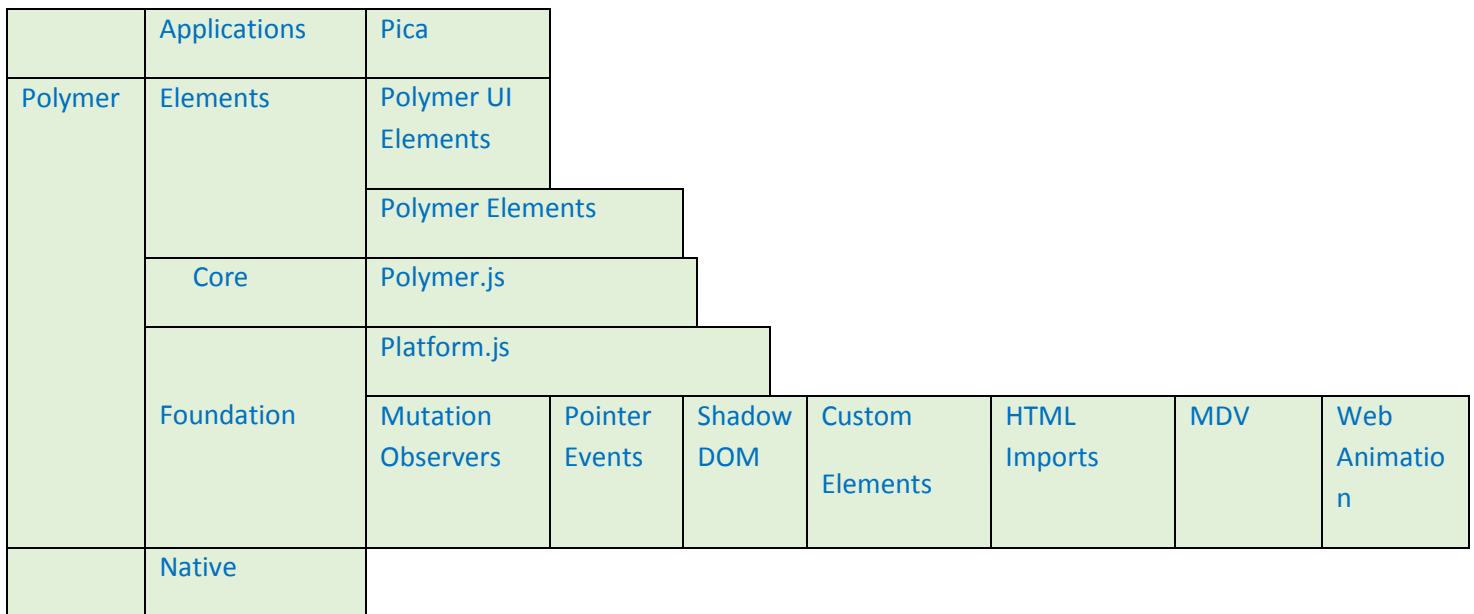 Applications
Pica
Polymer
Elements
Polymer UI
Elements
Polymer Elements
Core
Polymer.js
Platform.js
Foundation
Mutation
Observers
Pointer
Events
Shadow
DOM
Custom
Elements
HTML
Imports
MDV
Web
Animatio
n
Native